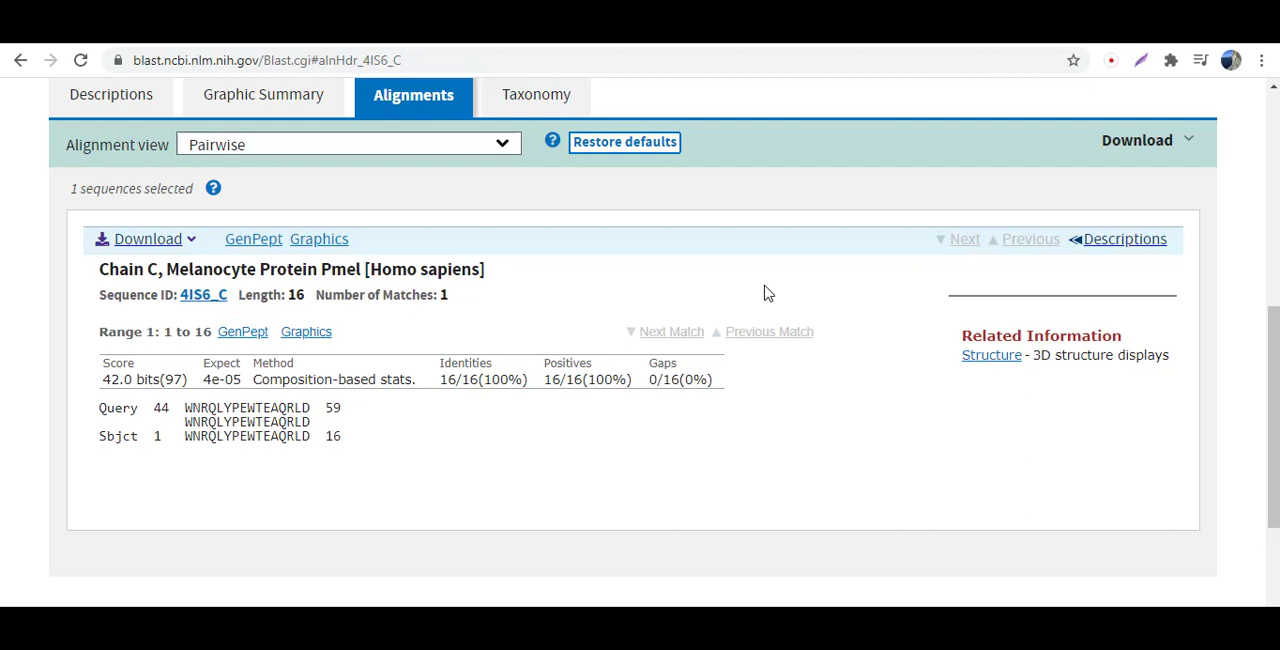 blast.ncbi.nlm.nih.gov/Blast.cgi#alnHdr_4IS6_C
Descriptions Graphic Summary Alignments Taxonomy
Alignment view Pairwise ? Restore defaults Download
1 sequences selected ?
Download GenPept Graphics Next Previous Descriptions
Chain C, Melanocyte Protein Pmel [Homo sapiens]
Sequence ID: 4IS6_C Length: 16 Number of Matches: 1
Range 1: 1 to 16 GenPept Graphics Next Match Previous Match
Related Information
Structure - 3D structure displays
Score Expect Method Identities Positives Gaps
42.0 bits(97) 4e-05 Composition-based stats. 16/16(100%) 16/16(100%) 0/16(0%)
Query 44 WNRQLYPEWTEAQRLD 59
WNRQLYPEWTEAQRLD
Sbjct 1 WNRQLYPEWTEAQRLD 16